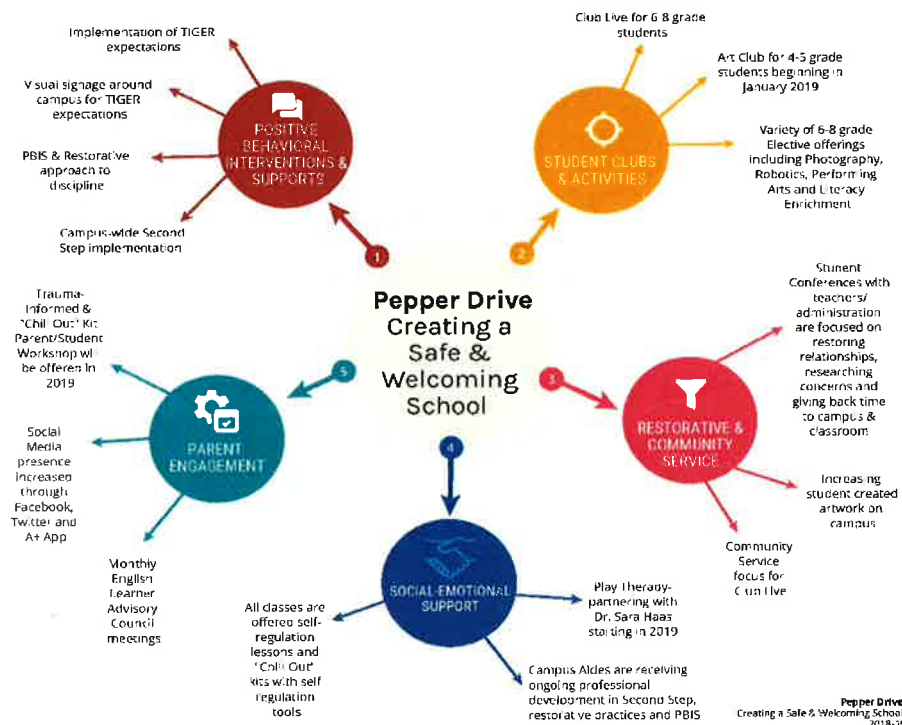 Implementation of TIGER
expectations
Visual signage around
campus for TIGER
expectations
PBIS & Restorative
approach to
discipline
Campus-wide Second
Step implementation
POSITIVE
BEHAVIORAL
INTERVENTIONS &
SUPPORTS
1
Club Live for 6-8 grade
students
Art Club for 4-5 grade
students beginning in
January 2019
Variety of 6-8 grade
Elective offerings
including Photography,
Robotics, Performing
Arts and Literacy
Enrichment
STUDENT CLUBS
& ACTIVITIES
2
Pepper Drive
Creating a
Safe &
Welcoming
School
Student
Conferences with
teachers/
administration
are focused on
restoring
relationships,
researching
concerns and
giving back time
to campus &
classroom
Increasing
student created
artwork on
campus
Community
Service
focus for
Club Live
RESTORATIVE &
COMMUNITY
SERVICE
3
SOCIAL-EMOTIONAL
SUPPORT
4
Play Therapy-
partnering with
Dr. Sara Haas
starting in 2019
Campus Aides are receiving
ongoing professional
development in Second Step,
restorative practices and PBIS
All classes are
offered self-
regulation
lessons and
"Chill Out"
kits with self
regulation
tools
PARENT
ENGAGEMENT
5
Trauma-
Informed &
"Chill Out" Kit
Parent/Student
Workshop will
be offered in
2019
Social
Media
presence
increased
through
Facebook,
Twitter and
A+ App
Monthly
English
Learner
Advisory
Council
meetings
Pepper Drive
Creating a Safe & Welcoming School